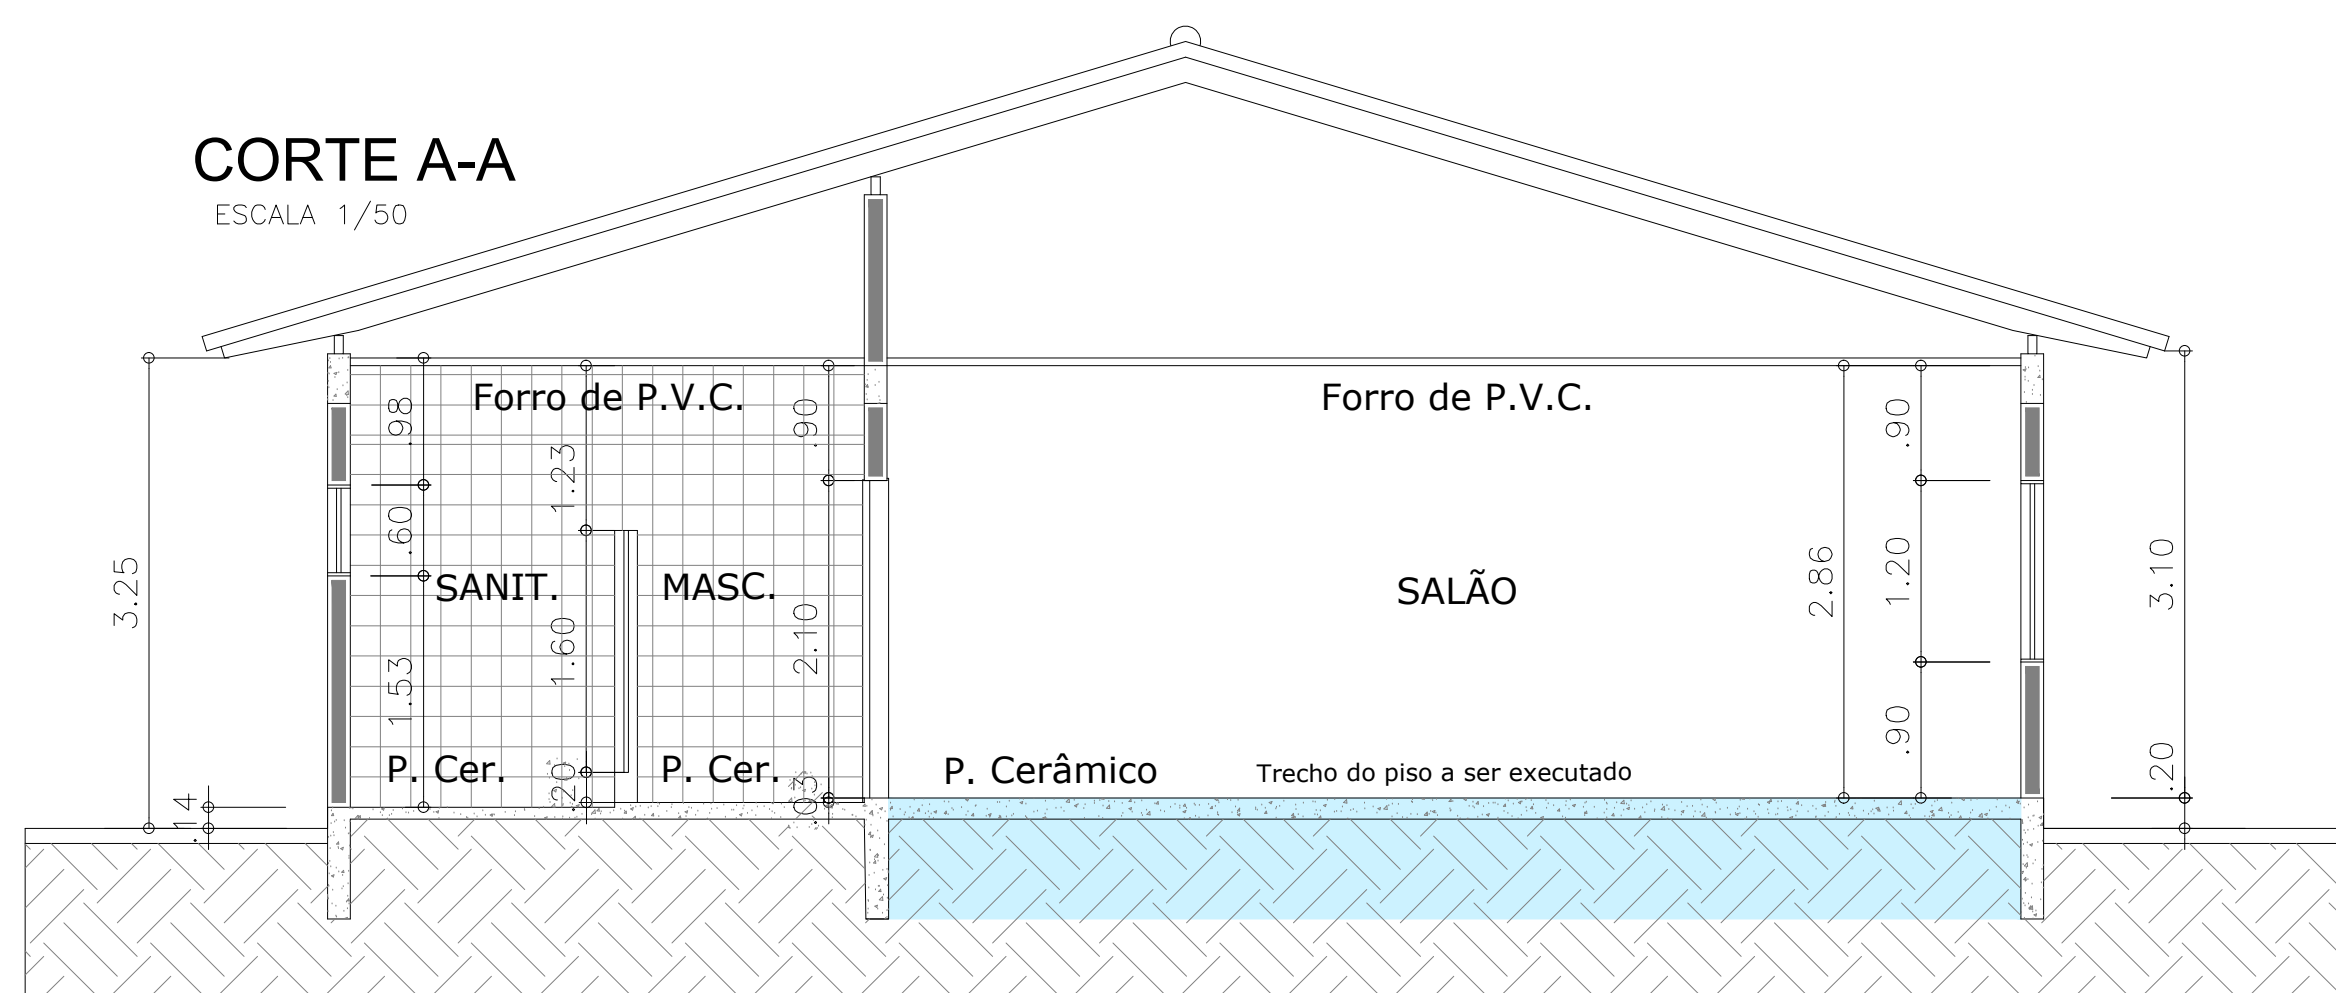 CORTE A-A
ESCALA 1/50
Forro de P.V.C.
Forro de P.V.C.
.98
.90
.90
1.23
.60
3.25
SANIT.
MASC.
SALÃO
2.86
1.20
3.10
1.60
2.10
1.53
.90
P. Cer.
P. Cer.
P. Cerâmico
Trecho do piso a ser executado
.20
.20
.03
.14